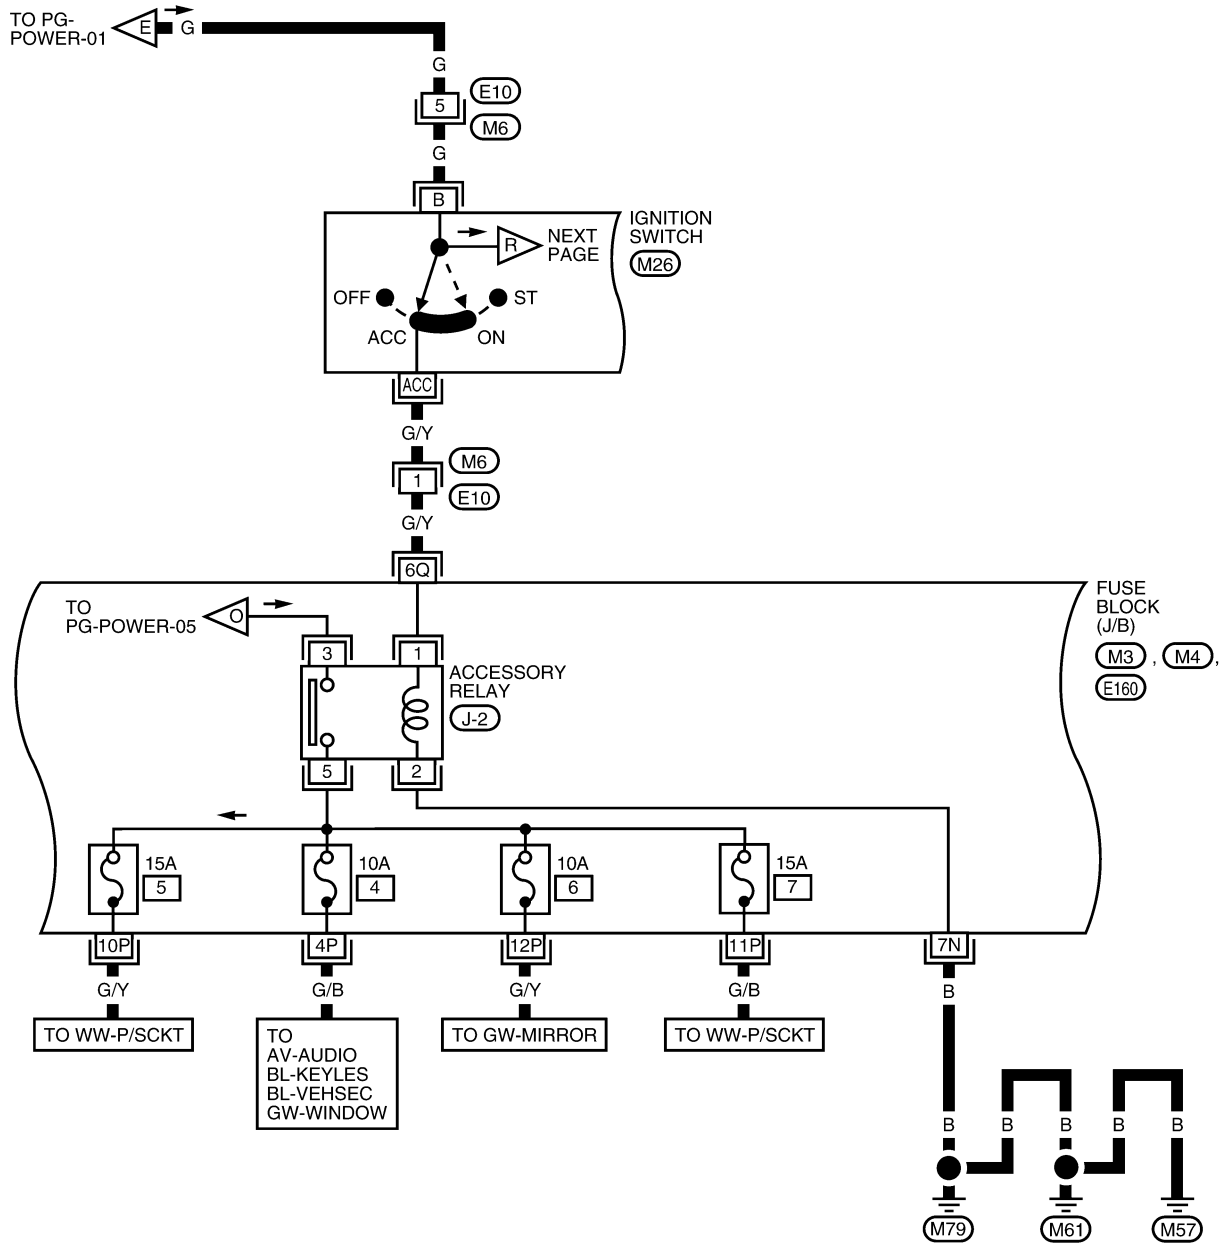 TO PG-
POWER-01
E
G
G
5
E10
M6
G
B
IGNITION
SWITCH
M26
R
NEXT
PAGE
OFF
ST
ACC
ON
ACC
G/Y
M6
1
E10
G/Y
6Q
FUSE
BLOCK
(J/B)
M3 , M4 ,
E160
TO
PG-POWER-05
O
3
1
ACCESSORY
RELAY
J-2
5
2
15A
5
10A
4
10A
6
15A
7
10P
4P
12P
11P
7N
G/Y
G/B
G/Y
G/B
B
TO WW-P/SCKT
TO
AV-AUDIO
BL-KEYLES
BL-VEHSEC
GW-WINDOW
TO GW-MIRROR
TO WW-P/SCKT
B
B
B
B
B
M79
M61
M57